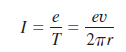 I = e/T = ev/2πr